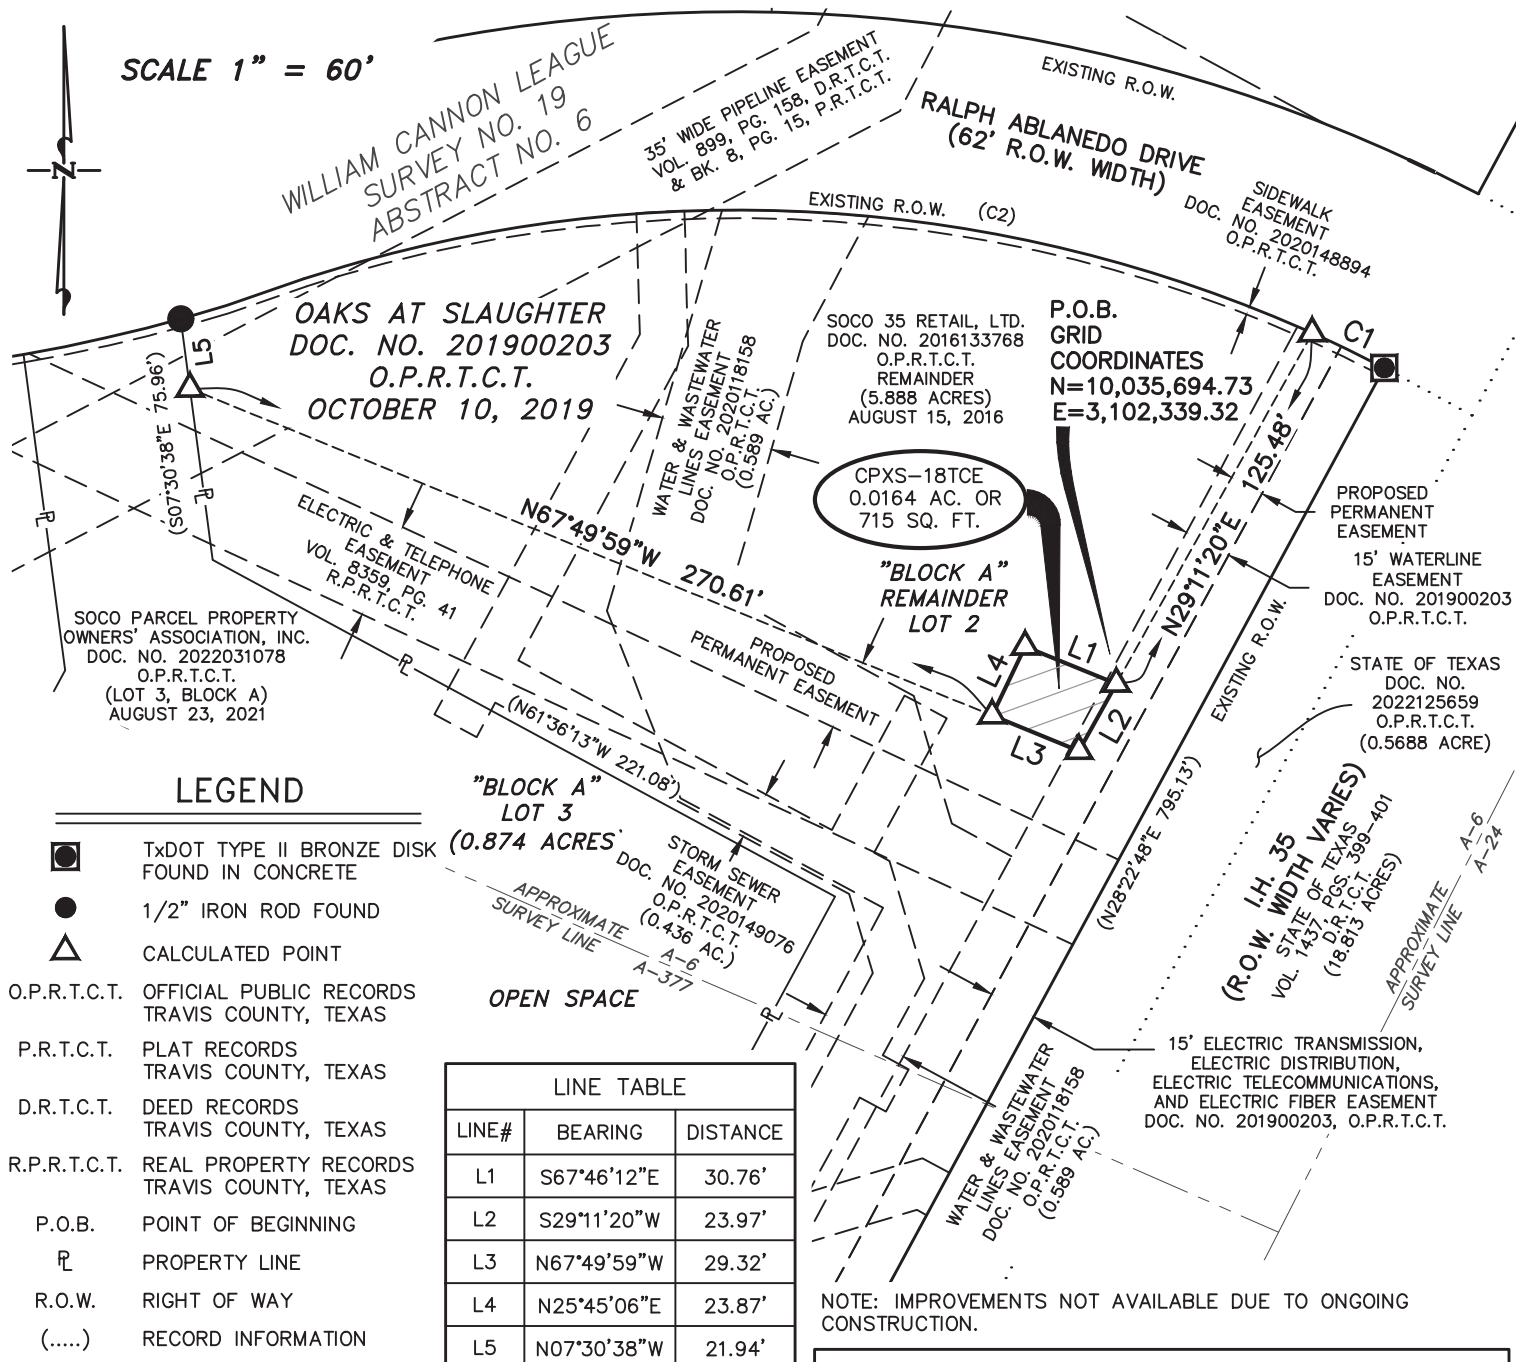 SCALE 1" = 60'
N
WILLIAM CANNON LEAGUE
SURVEY NO. 19
ABSTRACT NO. 6
35' WIDE PIPELINE EASEMENT
VOL. 899, PG. 158, D.R.T.C.T.
& BK. 8, PG. 15, P.R.T.C.T.
EXISTING R.O.W.
RALPH ABLANEDO DRIVE
(62' R.O.W. WIDTH)
EXISTING R.O.W. (C2)
SIDEWALK
EASEMENT
DOC. NO. 2020148894
O.P.R.T.C.T.
C1
L5
(S07°30'38"E 75.96')
OAKS AT SLAUGHTER
DOC. NO. 201900203
O.P.R.T.C.T.
OCTOBER 10, 2019
WATER & WASTEWATER
LINES EASEMENT
DOC. NO. 2020118158
O.P.R.T.C.T.
(0.589 AC.)
SOCO 35 RETAIL, LTD.
DOC. NO. 2016133768
O.P.R.T.C.T.
REMAINDER
(5.888 ACRES)
AUGUST 15, 2016
P.O.B.
GRID
COORDINATES
N=10,035,694.73
E=3,102,339.32
CPXS-18TCE
0.0164 AC. OR
715 SQ. FT.
N29°11'20"E 125.48'
PROPOSED
PERMANENT
EASEMENT
15' WATERLINE
EASEMENT
DOC. NO. 201900203
O.P.R.T.C.T.
ELECTRIC & TELEPHONE
EASEMENT
VOL. 8359, PG. 41
R.P.R.T.C.T.
N67°49'59"W 270.61'
"BLOCK A"
REMAINDER
LOT 2
PROPOSED
PERMANENT EASEMENT
L4
L1
L3
L2
EXISTING R.O.W.
STATE OF TEXAS
DOC. NO.
2022125659
O.P.R.T.C.T.
(0.5688 ACRE)
SOCO PARCEL PROPERTY
OWNERS' ASSOCIATION, INC.
DOC. NO. 2022031078
O.P.R.T.C.T.
(LOT 3, BLOCK A)
AUGUST 23, 2021
(N61°36'13"W 221.08')
(N28°22'48"E 795.13')
"BLOCK A"
LOT 3
(0.874 ACRES
STORM SEWER
EASEMENT
DOC. NO. 2020149076
O.P.R.T.C.T.
(0.436 AC.)
APPROXIMATE A-6
SURVEY LINE A-377
OPEN SPACE
I.H. 35
(R.O.W. WIDTH VARIES)
STATE OF TEXAS
VOL. 1437, PGS. 399-401
D.R.T.C.T.
(18.813 ACRES)
APPROXIMATE A-6
SURVEY LINE A-24
15' ELECTRIC TRANSMISSION,
ELECTRIC DISTRIBUTION,
ELECTRIC TELECOMMUNICATIONS,
AND ELECTRIC FIBER EASEMENT
DOC. NO. 201900203, O.P.R.T.C.T.
WATER & WASTEWATER
LINES EASEMENT
DOC. NO. 2020118158
O.P.R.T.C.T.
(0.589 AC.)
LEGEND
TxDOT TYPE II BRONZE DISK
FOUND IN CONCRETE
1/2" IRON ROD FOUND
CALCULATED POINT
O.P.R.T.C.T. OFFICIAL PUBLIC RECORDS
TRAVIS COUNTY, TEXAS
P.R.T.C.T. PLAT RECORDS
TRAVIS COUNTY, TEXAS
D.R.T.C.T. DEED RECORDS
TRAVIS COUNTY, TEXAS
R.P.R.T.C.T. REAL PROPERTY RECORDS
TRAVIS COUNTY, TEXAS
P.O.B. POINT OF BEGINNING
PL PROPERTY LINE
R.O.W. RIGHT OF WAY
(.....) RECORD INFORMATION
LINE TABLE
LINE# BEARING DISTANCE
L1 S67°46'12"E 30.76'
L2 S29°11'20"W 23.97'
L3 N67°49'59"W 29.32'
L4 N25°45'06"E 23.87'
L5 N07°30'38"W 21.94'
NOTE: IMPROVEMENTS NOT AVAILABLE DUE TO ONGOING
CONSTRUCTION.